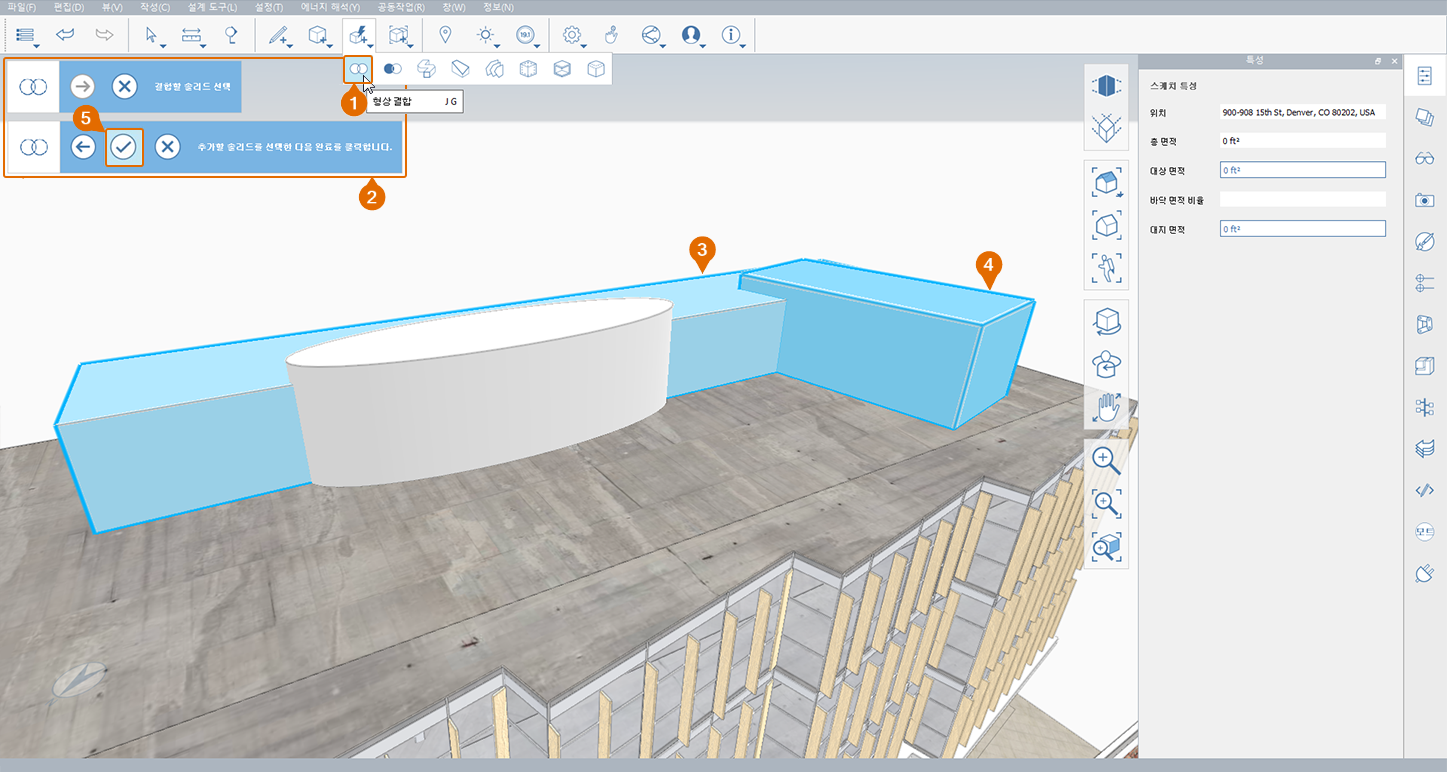 파일(F) 편집(D) 뷰(V) 작성(C) 설계 도구(L) 설정(T) 에너지 해석(Y) 공동작업(R) 창(W) 정보(N)
19.1
결합할 솔리드 선택
1
형상 결합 J G
5
추가할 솔리드를 선택한 다음 완료를 클릭합니다.
2
3
4
특성
스케치 특성
위치 900-908 15th St, Denver, CO 80202, USA
총 면적 0 ft²
대상 면적 0 ft²
바닥 면적 비율
대지 면적 0 ft²